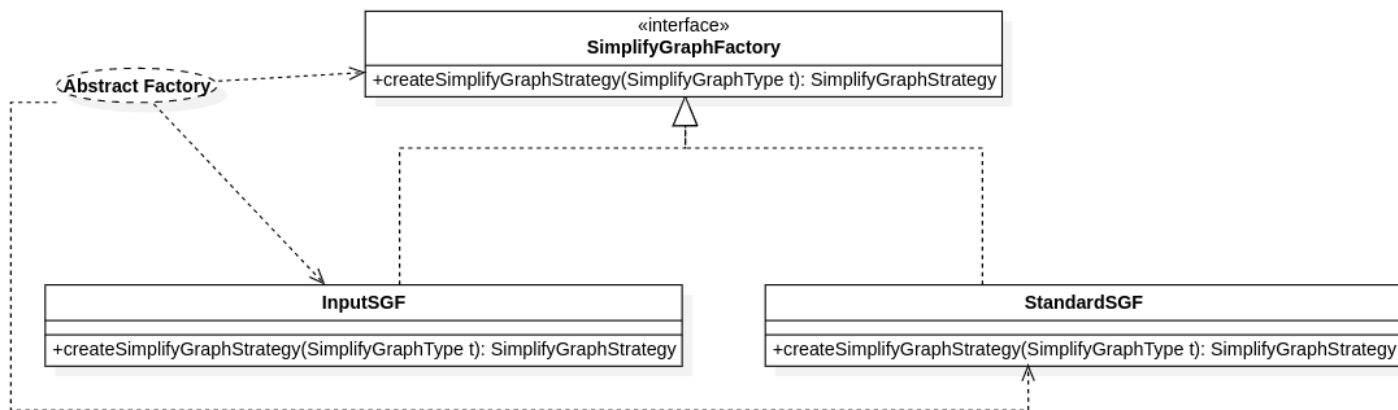 «interface»
SimplifyGraphFactory
Abstract Factory
+createSimplifyGraphStrategy(SimplifyGraphType t): SimplifyGraphStrategy
InputSGF
+createSimplifyGraphStrategy(SimplifyGraphType t): SimplifyGraphStrategy
StandardSGF
+createSimplifyGraphStrategy(SimplifyGraphType t): SimplifyGraphStrategy